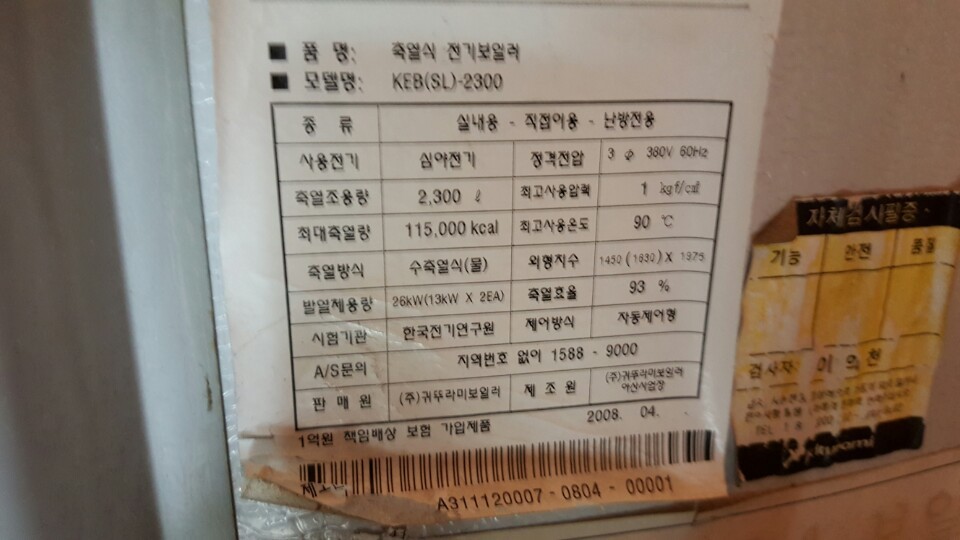 ■ 품 명: 축열식 전기보일러
■ 모델명: KEB(SL)-2300
종 류 실내용 - 직접이용 - 난방전용
사용전기 심야전기 정격전압 3 Φ 380V 60Hz
축열조용량 2,300 ℓ 최고사용압력 1 kgf/㎠
최대축열량 115,000 kcal 최고사용온도 90 ℃
축열방식 수축열식(물) 외형치수 1430 (1630) X 1975
발열체용량 26kW(13kW X 2EA) 축열효율 93 %
시험기관 한국전기연구원 제어방식 자동제어형
A/S문의 지역번호 없이 1588 - 9000
판 매 원 (주)귀뚜라미보일러 제 조 원 (주)귀뚜라미보일러 아산사업장
2008. 04.
1억원 책임배상 보험 가입제품
A311120007 - 0804 - 00001
자체검사필증
기능 안전 품질
검사자: 이 의 천